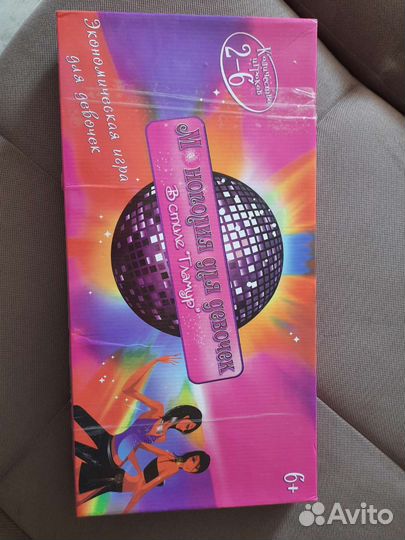 Экономическая игра
для девочек
Количество
игроков
2-6
Монополия для девочек
В стиле "Гламур"
6+
Avito